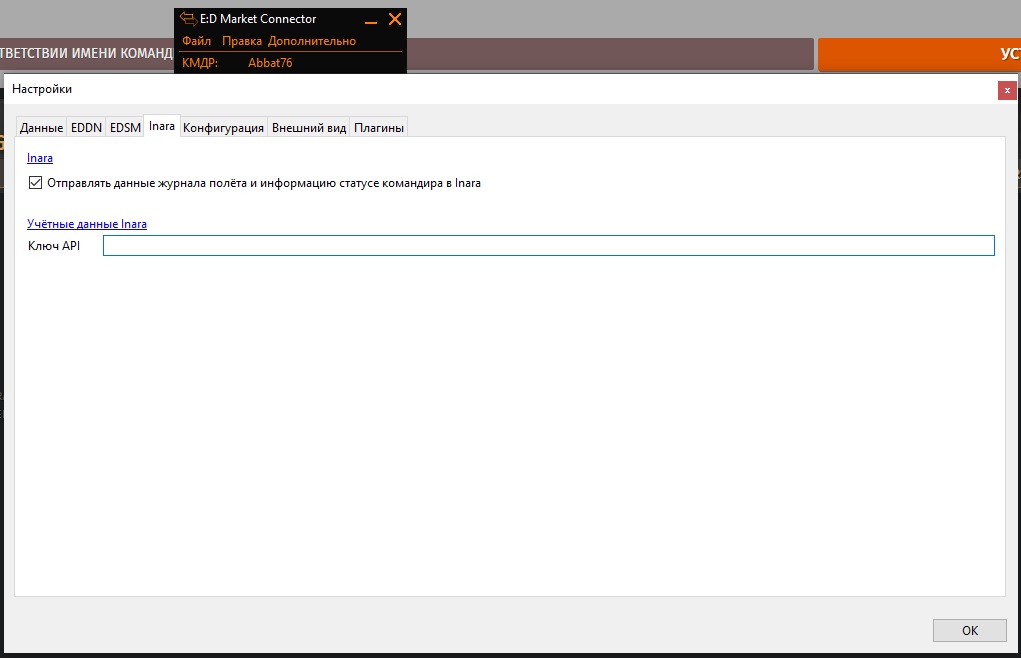 E:D Market Connector
ТВЕТСТВИИ ИМЕНИ КОМАНД
Файл Правка Дополнительно
УС
КМДР: Abbat76
Настройки
Данные EDDN EDSM Inara Конфигурация Внешний вид Плагины
Inara
Отправлять данные журнала полёта и информацию статусе командира в Inara
Учётные данные Inara
Ключ API
OK